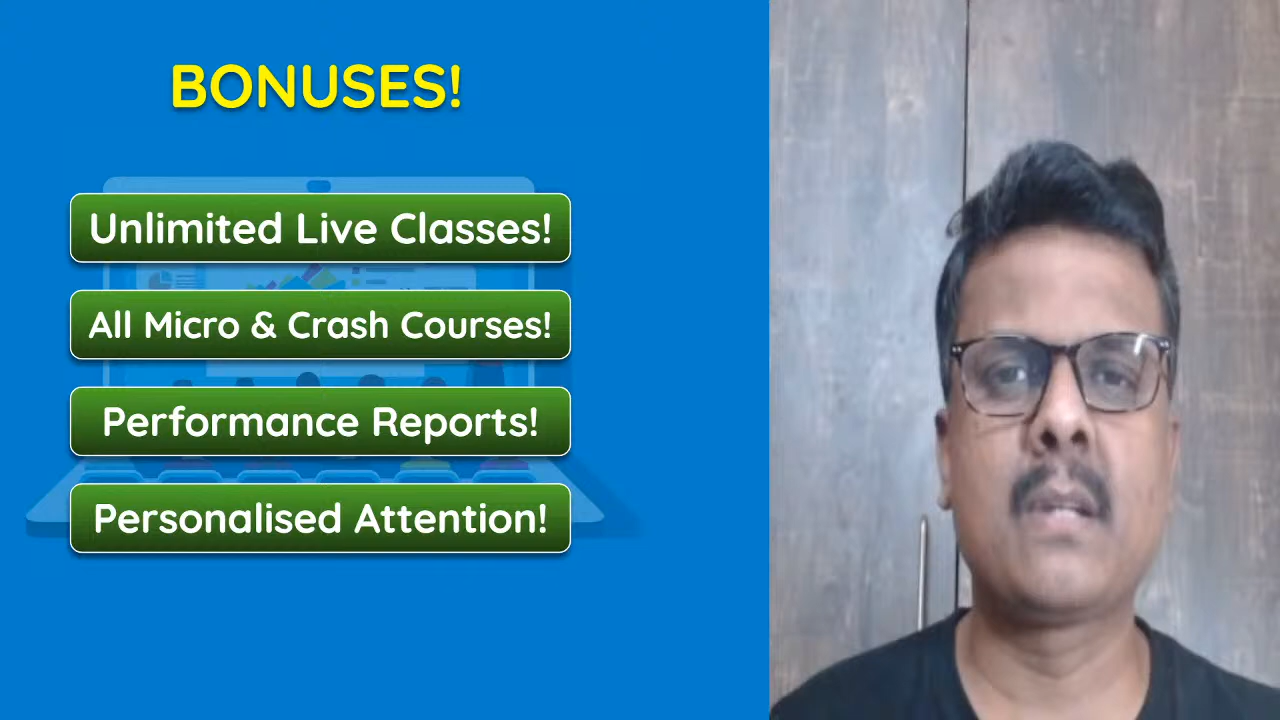 BONUSES!
Unlimited Live Classes!
All Micro & Crash Courses!
Performance Reports!
Personalised Attention!